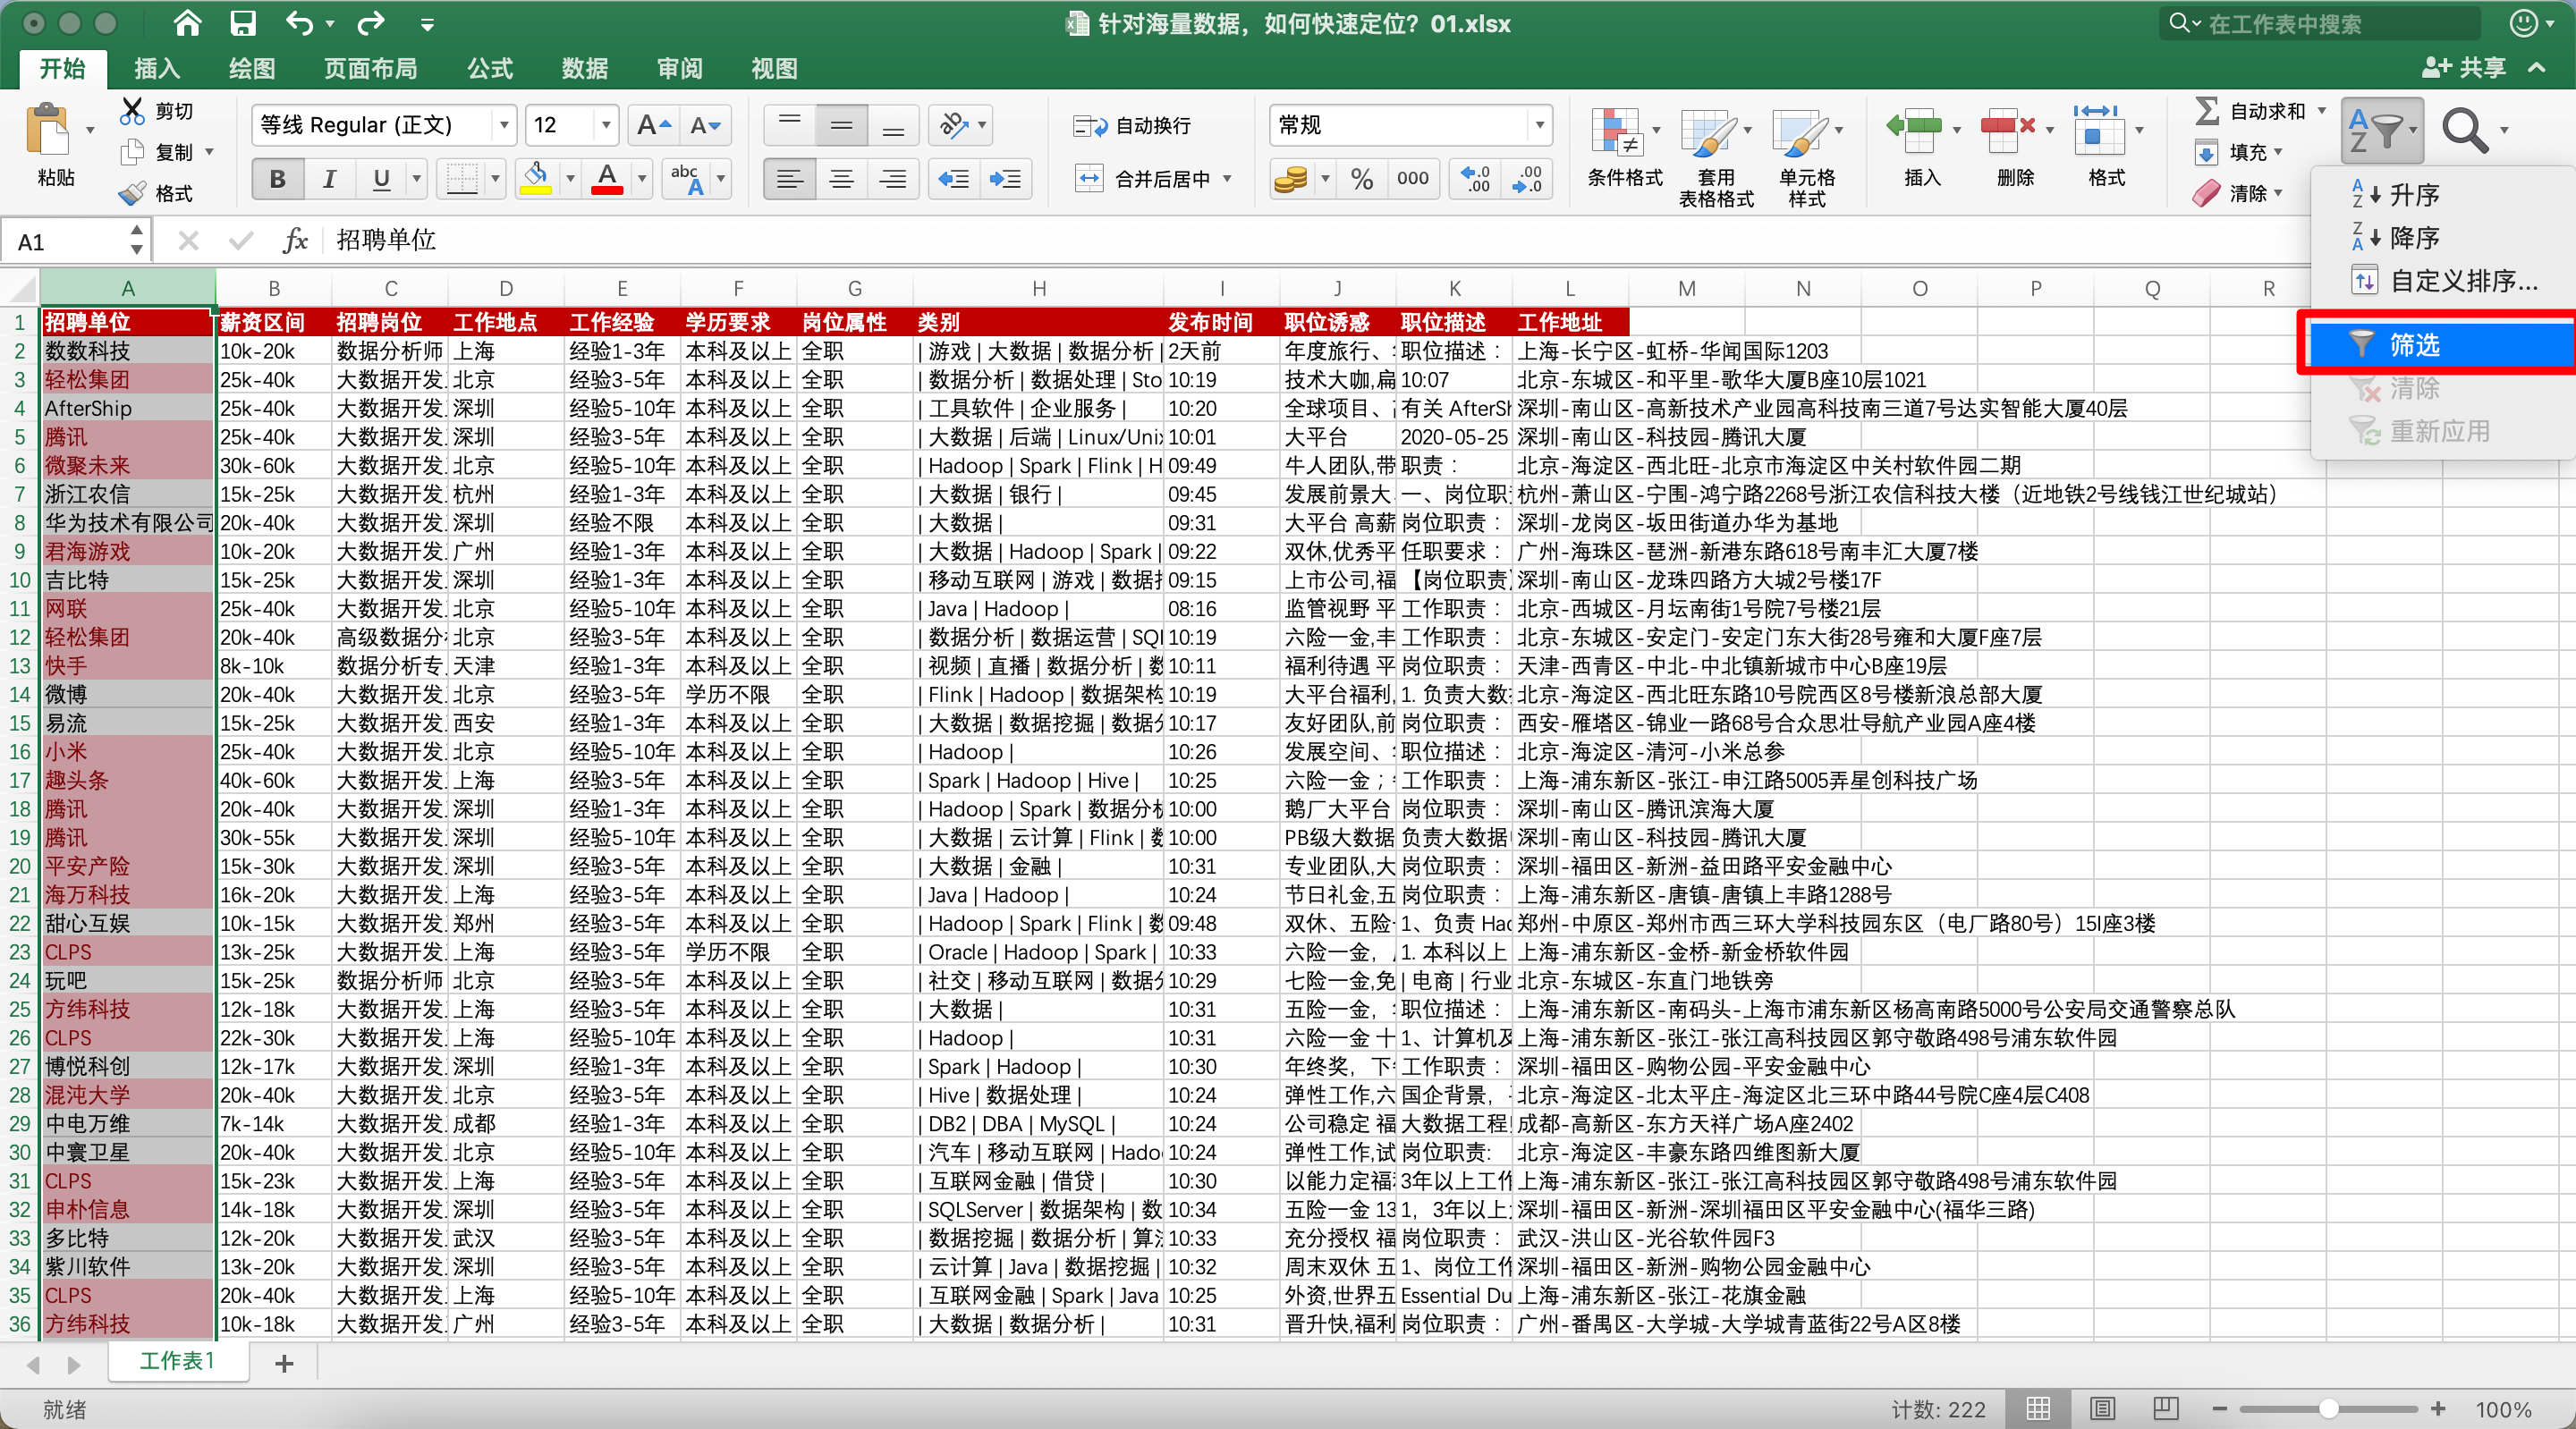 针对海量数据，如何快速定位？01.xlsx
在工作表中搜索
开始 插入 绘图 页面布局 公式 数据 审阅 视图 共享
粘贴 剪切 复制 格式
等线 Regular (正文) 12
自动换行 合并后居中
常规
条件格式 套用表格格式 单元格样式 插入 删除 格式
自动求和 填充 清除
升序
降序
自定义排序...
筛选
清除
重新应用
A1 fx 招聘单位
A B C D E F G H I J K L M N O P Q R
1 招聘单位 薪资区间 招聘岗位 工作地点 工作经验 学历要求 岗位属性 类别 发布时间 职位诱惑 职位描述 工作地址
2 数数科技 10k-20k 数据分析师 上海 经验1-3年 本科及以上 全职 | 游戏 | 大数据 | 数据分析 | 2天前 年度旅行、 职位描述： 上海-长宁区-虹桥-华闻国际1203
3 轻松集团 25k-40k 大数据开发 北京 经验3-5年 本科及以上 全职 | 数据分析 | 数据处理 | Sto 10:19 技术大咖,扁 10:07 北京-东城区-和平里-歌华大厦B座10层1021
4 AfterShip 25k-40k 大数据开发 深圳 经验5-10年 本科及以上 全职 | 工具软件 | 企业服务 | 10:20 全球项目、 有关 AfterSh 深圳-南山区-高新技术产业园高科技南三道7号达实智能大厦40层
5 腾讯 25k-40k 大数据开发 深圳 经验3-5年 本科及以上 全职 | 大数据 | 后端 | Linux/Unix 10:01 大平台 2020-05-25 深圳-南山区-科技园-腾讯大厦
6 微聚未来 30k-60k 大数据开发 北京 经验5-10年 本科及以上 全职 | Hadoop | Spark | Flink | H 09:49 牛人团队,带 职责： 北京-海淀区-西北旺-北京市海淀区中关村软件园二期
7 浙江农信 15k-25k 大数据开发 杭州 经验1-3年 本科及以上 全职 | 大数据 | 银行 | 09:45 发展前景大 一、岗位职 杭州-萧山区-宁围-鸿宁路2268号浙江农信科技大楼（近地铁2号线钱江世纪城站）
8 华为技术有限公司 20k-40k 大数据开发 深圳 经验不限 本科及以上 全职 | 大数据 | 09:31 大平台 高薪 岗位职责： 深圳-龙岗区-坂田街道办华为基地
9 君海游戏 10k-20k 大数据开发 广州 经验1-3年 本科及以上 全职 | 大数据 | Hadoop | Spark | 09:22 双休,优秀平 任职要求： 广州-海珠区-琶洲-新港东路618号南丰汇大厦7楼
10 吉比特 15k-25k 大数据开发 深圳 经验1-3年 本科及以上 全职 | 移动互联网 | 游戏 | 数据 09:15 上市公司,福 【岗位职责 深圳-南山区-龙珠四路方大城2号楼17F
11 网联 25k-40k 大数据开发 北京 经验5-10年 本科及以上 全职 | Java | Hadoop | 08:16 监管视野 平 工作职责： 北京-西城区-月坛南街1号院7号楼21层
12 轻松集团 20k-40k 高级数据分 北京 经验3-5年 本科及以上 全职 | 数据分析 | 数据运营 | SQL 10:19 六险一金,丰 工作职责： 北京-东城区-安定门-安定门东大街28号雍和大厦F座7层
13 快手 8k-10k 数据分析专 天津 经验1-3年 本科及以上 全职 | 视频 | 直播 | 数据分析 | 数 10:11 福利待遇 平 岗位职责： 天津-西青区-中北-中北镇新城市中心B座19层
14 微博 20k-40k 大数据开发 北京 经验3-5年 学历不限 全职 | Flink | Hadoop | 数据架构 10:19 大平台福利, 1. 负责大数 北京-海淀区-西北旺东路10号院西区8号楼新浪总部大厦
15 易流 15k-25k 大数据开发 西安 经验1-3年 本科及以上 全职 | 大数据 | 数据挖掘 | 数据分 10:17 友好团队,前 岗位职责： 西安-雁塔区-锦业一路68号合众思壮导航产业园A座4楼
16 小米 25k-40k 大数据开发 北京 经验5-10年 本科及以上 全职 | Hadoop | 10:26 发展空间、 职位描述： 北京-海淀区-清河-小米总参
17 趣头条 40k-60k 大数据开发 上海 经验3-5年 本科及以上 全职 | Spark | Hadoop | Hive | 10:25 六险一金； 工作职责： 上海-浦东新区-张江-申江路5005弄星创科技广场
18 腾讯 20k-40k 大数据开发 深圳 经验1-3年 本科及以上 全职 | Hadoop | Spark | 数据分析 10:00 鹅厂大平台 岗位职责： 深圳-南山区-腾讯滨海大厦
19 腾讯 30k-55k 大数据开发 深圳 经验5-10年 本科及以上 全职 | 大数据 | 云计算 | Flink | 数 10:00 PB级大数据 负责大数据 深圳-南山区-科技园-腾讯大厦
20 平安产险 15k-30k 大数据开发 深圳 经验3-5年 本科及以上 全职 | 大数据 | 金融 | 10:31 专业团队,大 岗位职责： 深圳-福田区-新洲-益田路平安金融中心
21 海万科技 16k-20k 大数据开发 上海 经验3-5年 本科及以上 全职 | Java | Hadoop | 10:24 节日礼金,五 岗位职责： 上海-浦东新区-唐镇-唐镇上丰路1288号
22 甜心互娱 10k-15k 大数据开发 郑州 经验3-5年 本科及以上 全职 | Hadoop | Spark | Flink | 数 09:48 双休、五险 1、负责 Had 郑州-中原区-郑州市西三环大学科技园东区（电厂路80号）15l座3楼
23 CLPS 13k-25k 大数据开发 上海 经验3-5年 学历不限 全职 | Oracle | Hadoop | Spark | 10:33 六险一金， 1. 本科以上 上海-浦东新区-金桥-新金桥软件园
24 玩吧 15k-25k 数据分析师 北京 经验3-5年 本科及以上 全职 | 社交 | 移动互联网 | 数据分 10:29 七险一金,免 | 电商 | 行业 北京-东城区-东直门地铁旁
25 方纬科技 12k-18k 大数据开发 上海 经验3-5年 本科及以上 全职 | 大数据 | 10:31 五险一金， 职位描述： 上海-浦东新区-南码头-上海市浦东新区杨高南路5000号公安局交通警察总队
26 CLPS 22k-30k 大数据开发 上海 经验5-10年 本科及以上 全职 | Hadoop | 10:31 六险一金 十 1、计算机及 上海-浦东新区-张江-张江高科技园区郭守敬路498号浦东软件园
27 博悦科创 12k-17k 大数据开发 深圳 经验1-3年 本科及以上 全职 | Spark | Hadoop | 10:30 年终奖，下 工作职责： 深圳-福田区-购物公园-平安金融中心
28 混沌大学 20k-40k 大数据开发 北京 经验3-5年 本科及以上 全职 | Hive | 数据处理 | 10:24 弹性工作,六 国企背景， 北京-海淀区-北太平庄-海淀区北三环中路44号院C座4层C408
29 中电万维 7k-14k 大数据开发 成都 经验1-3年 本科及以上 全职 | DB2 | DBA | MySQL | 10:24 公司稳定 福 大数据工程 成都-高新区-东方天祥广场A座2402
30 中寰卫星 20k-40k 大数据开发 北京 经验5-10年 本科及以上 全职 | 汽车 | 移动互联网 | Hado 10:24 弹性工作,试 岗位职责: 北京-海淀区-丰豪东路四维图新大厦
31 CLPS 15k-23k 大数据开发 上海 经验3-5年 本科及以上 全职 | 互联网金融 | 借贷 | 10:30 以能力定福 3年以上工作 上海-浦东新区-张江-张江高科技园区郭守敬路498号浦东软件园
32 申朴信息 14k-18k 大数据开发 深圳 经验3-5年 本科及以上 全职 | SQLServer | 数据架构 | 数 10:34 五险一金 13 1，3年以上 深圳-福田区-新洲-深圳福田区平安金融中心(福华三路)
33 多比特 12k-20k 大数据开发 武汉 经验3-5年 本科及以上 全职 | 数据挖掘 | 数据分析 | 算法 10:33 充分授权 福 岗位职责： 武汉-洪山区-光谷软件园F3
34 紫川软件 13k-20k 大数据开发 深圳 经验3-5年 本科及以上 全职 | 云计算 | Java | 数据挖掘 | 10:32 周末双休 五 1、岗位工作 深圳-福田区-新洲-购物公园金融中心
35 CLPS 20k-40k 大数据开发 上海 经验5-10年 本科及以上 全职 | 互联网金融 | Spark | Java 10:25 外资,世界五 Essential Du 上海-浦东新区-张江-花旗金融
36 方纬科技 10k-18k 大数据开发 广州 经验3-5年 本科及以上 全职 | 大数据 | 数据分析 | 10:31 晋升快,福利 岗位职责： 广州-番禺区-大学城-大学城青蓝街22号A区8楼
工作表1
就绪 计数: 222 100%